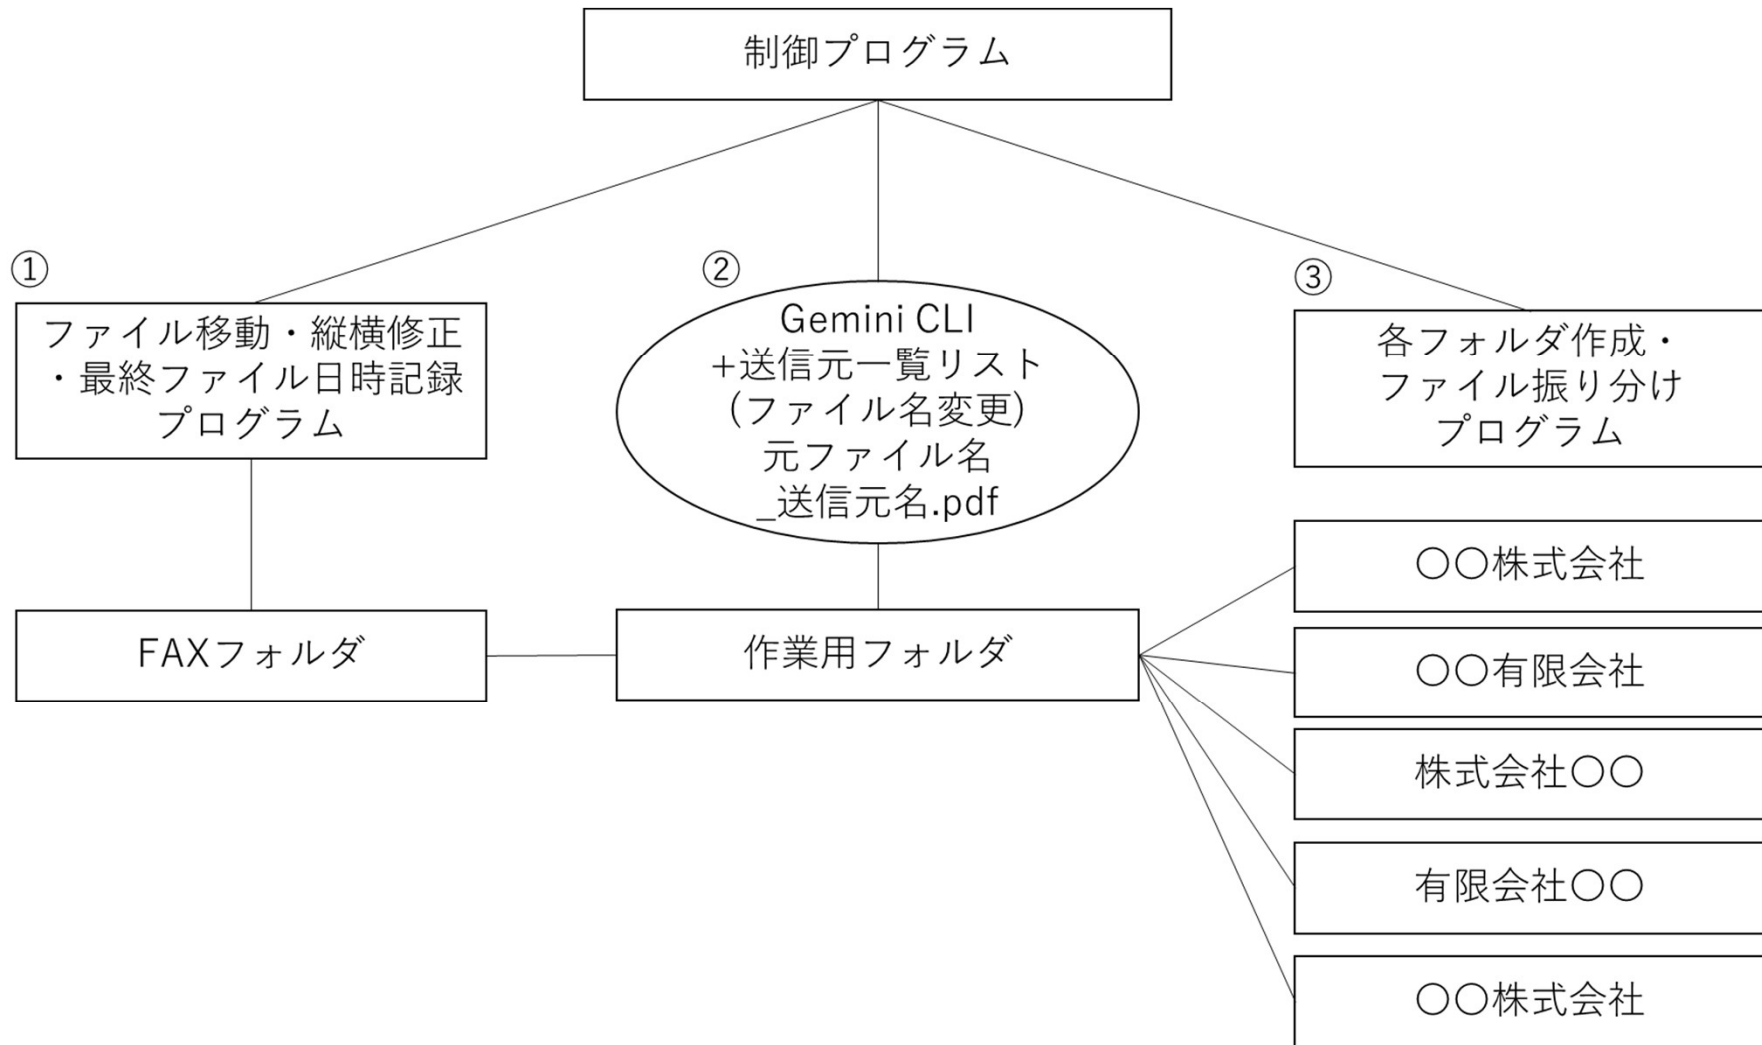 制御プログラム
①
ファイル移動・縦横修正
・最終ファイル日時記録
プログラム
②
Gemini CLI
+送信元一覧リスト
(ファイル名変更)
元ファイル名
_送信元名.pdf
③
各フォルダ作成・
ファイル振り分け
プログラム
FAXフォルダ
作業用フォルダ
〇〇株式会社
〇〇有限会社
株式会社〇〇
有限会社〇〇
〇〇株式会社